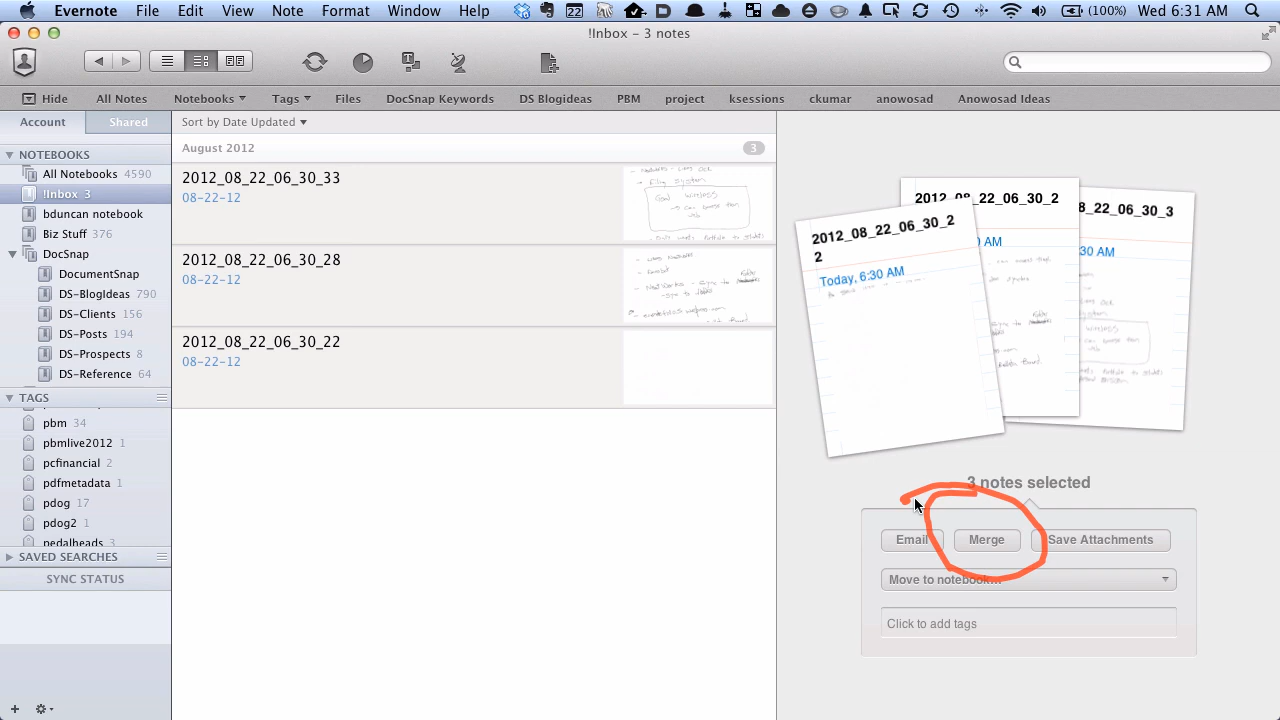 Evernote File Edit View Note Format Window Help 22 (100%) Wed 6:31 AM
!Inbox – 3 notes
Hide All Notes Notebooks Tags Files DocSnap Keywords DS Blogideas PBM project ksessions ckumar anowosad Anowosad Ideas
Account Shared
NOTEBOOKS
All Notebooks 4590
!Inbox 3
bdancan notebook
Biz Stuff 376
DocSnap
DocumentSnap
DS-BlogIdeas 790
DS-Clients 156
DS-Posts 194
DS-Prospects 8
DS-Reference 64
TAGS
pbm 34
pbmlive2012 1
pcfinancial 2
pdfmetadata 1
pdog 17
pdog2 1
pedalheads 3
SAVED SEARCHES
SYNC STATUS
Sort by Date Updated
August 2012 3
2012_08_22_06_30_33
08-22-12
filing system
Goal wireless
2012_08_22_06_30_28
08-22-12
2012_08_22_06_30_22
08-22-12
2012_08_22_06_30_2
2
Today, 6:30 AM
2012_08_22_06_30_2
AM
8_22_06_30_3
30 AM
3 notes selected
Email Merge Save Attachments
Move to notebook...
Click to add tags